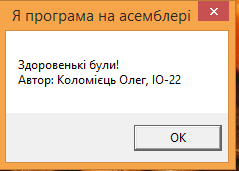 Я програма на асемблері
Здоровенькі були!
Автор: Коломієць Олег, ІО-22
OK